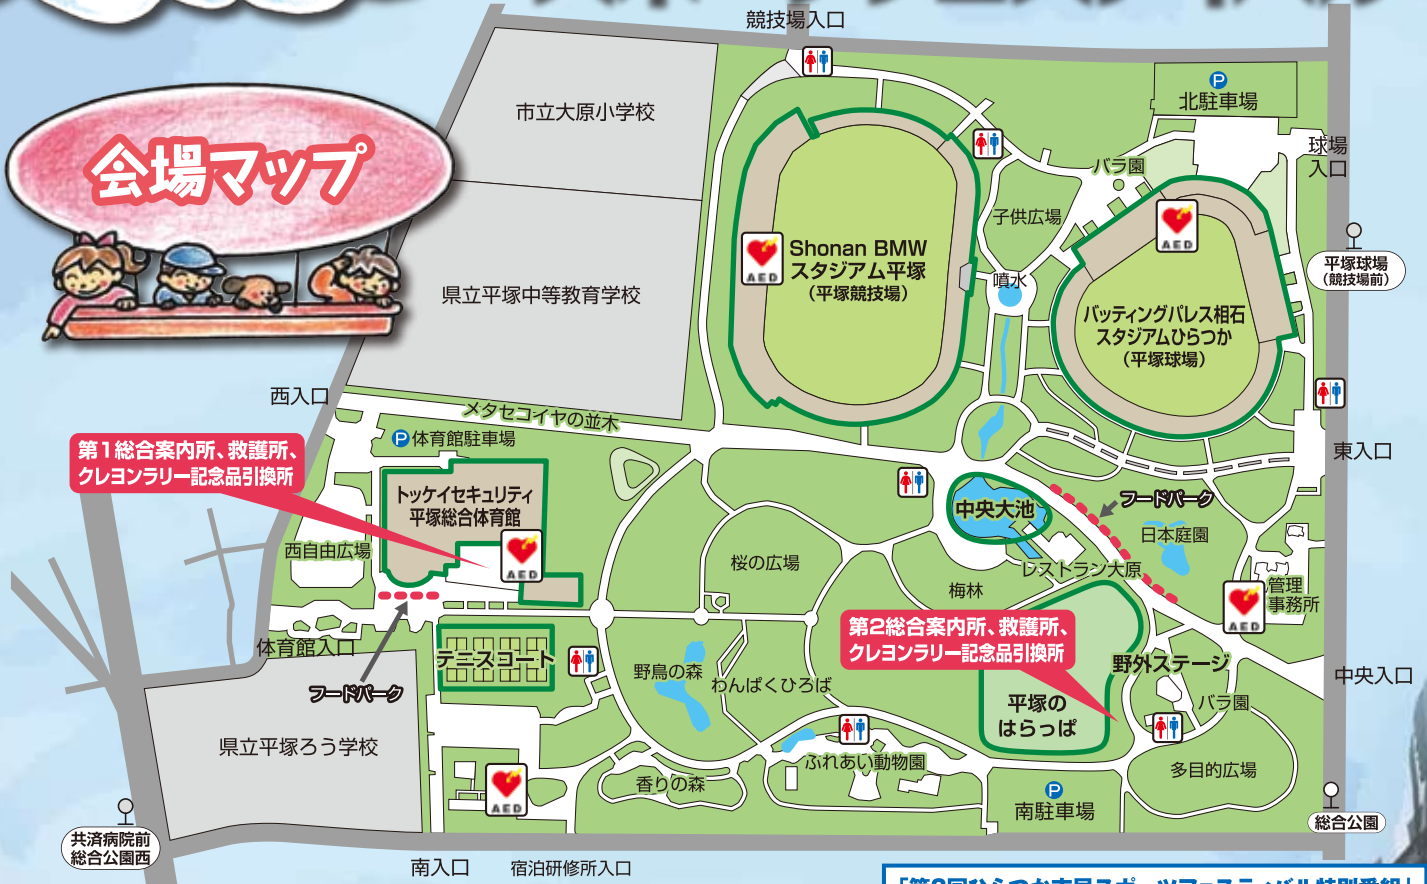 競技場入口
会場マップ
市立大原小学校
県立平塚中等教育学校
P
北駐車場
球場
入口
バラ園
子供広場
噴水
AED
Shonan BMW
スタジアム平塚
(平塚競技場)
AED
バッティングパレス相石
スタジアムひらつか
(平塚球場)
平塚球場
(競技場前)
西入口
メタセコイヤの並木
P体育館駐車場
東入口
第1総合案内所、救護所、
クレヨンラリー記念品引換所
トッケイセキュリティ
平塚総合体育館
AED
西自由広場
中央大池
フードパーク
日本庭園
桜の広場
レストラン大原
梅林
管理
事務所
AED
体育館入口
フードパーク
テニスコート
野鳥の森
わんぱくひろば
第2総合案内所、救護所、
クレヨンラリー記念品引換所
平塚の
はらっぱ
野外ステージ
バラ園
中央入口
県立平塚ろう学校
AED
香りの森
ふれあい動物園
P
南駐車場
多目的広場
総合公園
共済病院前
総合公園西
南入口
宿泊研修所入口